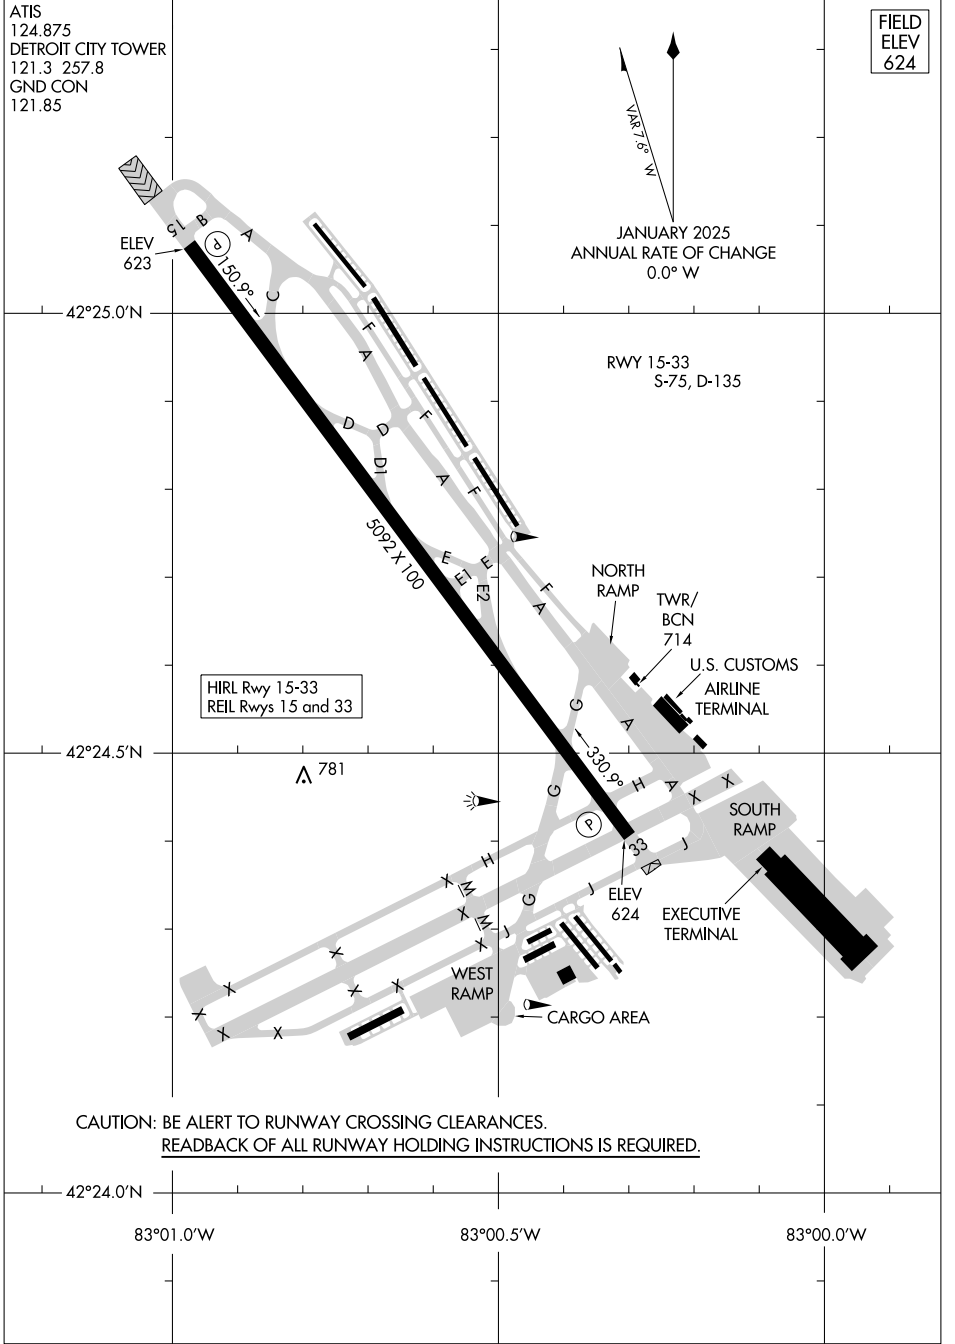 ATIS
124.875
DETROIT CITY TOWER
121.3 257.8
GND CON
121.85
FIELD
ELEV
624
VAR 7.6° W
JANUARY 2025
ANNUAL RATE OF CHANGE
0.0° W
15
B
A
P
ELEV
623
150.9°
C
42°25.0'N
F
A
RWY 15-33
S-75, D-135
D
D
F
D1
A
F
5092 X 100
E
E1
E
E2
F
A
NORTH
RAMP
TWR/
BCN
714
U.S. CUSTOMS
AIRLINE
TERMINAL
HIRL Rwy 15-33
REIL Rwys 15 and 33
G
A
42°24.5'N
330.9°
781
G
H
A
X
X
SOUTH
RAMP
P
33
J
H
X
M
X
M
J
G
J
X
ELEV
624
EXECUTIVE
TERMINAL
X
X
X
X
WEST
RAMP
X
X
X
CARGO AREA
CAUTION: BE ALERT TO RUNWAY CROSSING CLEARANCES.
READBACK OF ALL RUNWAY HOLDING INSTRUCTIONS IS REQUIRED.
42°24.0'N
83°01.0'W
83°00.5'W
83°00.0'W